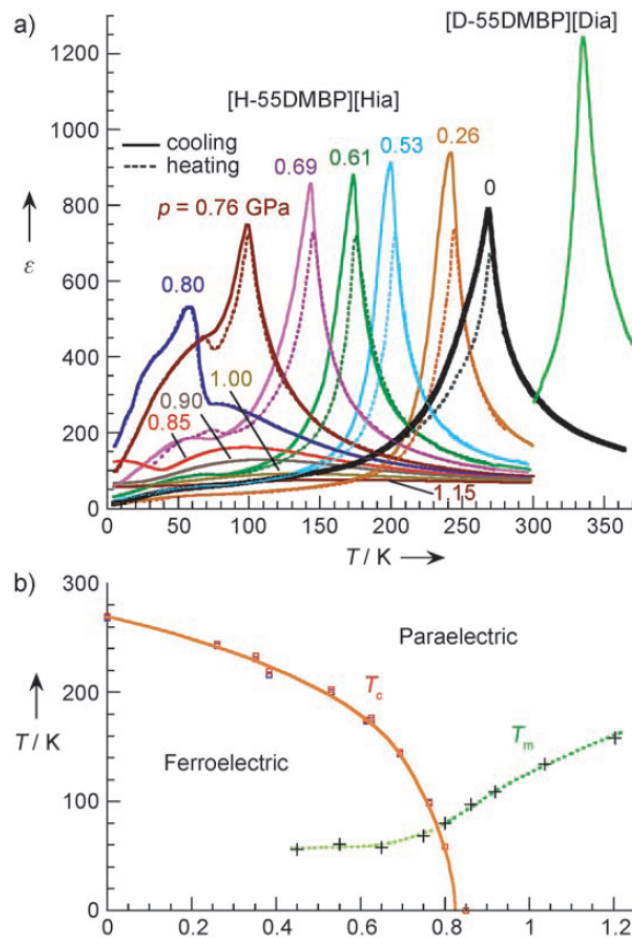 a)
[D-55DMBP][Dia]
[H-55DMBP][Hia]
cooling
heating
0.69
0.61
0.53
0.26
0
p = 0.76 GPa
0.80
1.00
0.90
0.85
1.15
1200
1000
800
600
400
200
0
ε
0 50 100 150 200 250 300 350
T / K
b)
300
200
100
0
T / K
Paraelectric
Ferroelectric
Tc
Tm
0 0.2 0.4 0.6 0.8 1.0 1.2